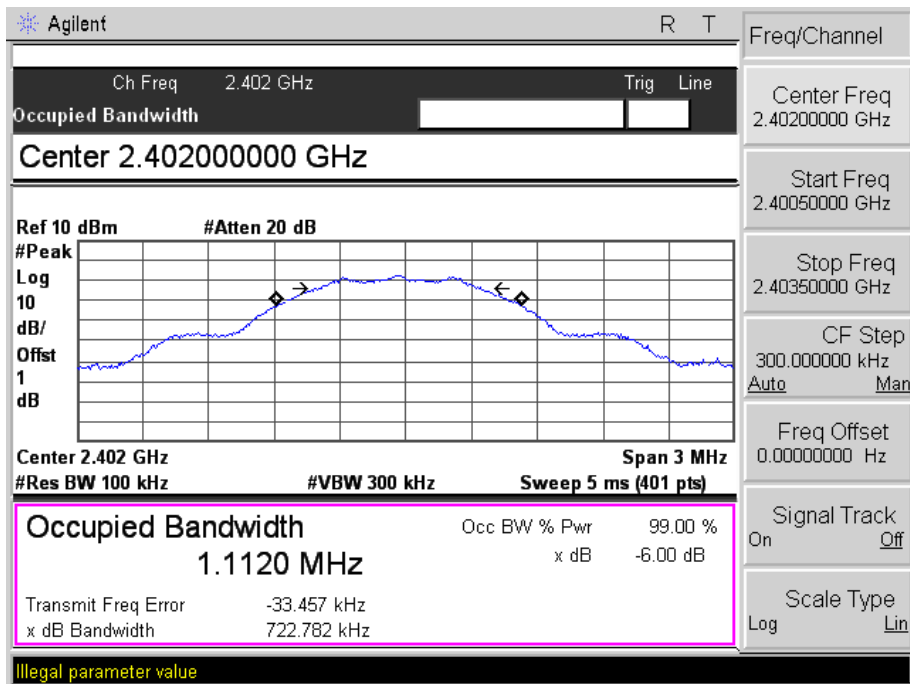 Agilent R T
Ch Freq 2.402 GHz Trig Line
Occupied Bandwidth
Center 2.402000000 GHz
Ref 10 dBm #Atten 20 dB
#Peak
Log
10
dB/
Offst
1
dB
Center 2.402 GHz Span 3 MHz
#Res BW 100 kHz #VBW 300 kHz Sweep 5 ms (401 pts)
Occupied Bandwidth
1.1120 MHz
Occ BW % Pwr 99.00 %
x dB -6.00 dB
Transmit Freq Error -33.457 kHz
x dB Bandwidth 722.782 kHz
Illegal parameter value
Freq/Channel
Center Freq
2.40200000 GHz
Start Freq
2.40050000 GHz
Stop Freq
2.40350000 GHz
CF Step
300.000000 kHz
Auto Man
Freq Offset
0.00000000 Hz
Signal Track
On Off
Scale Type
Log Lin